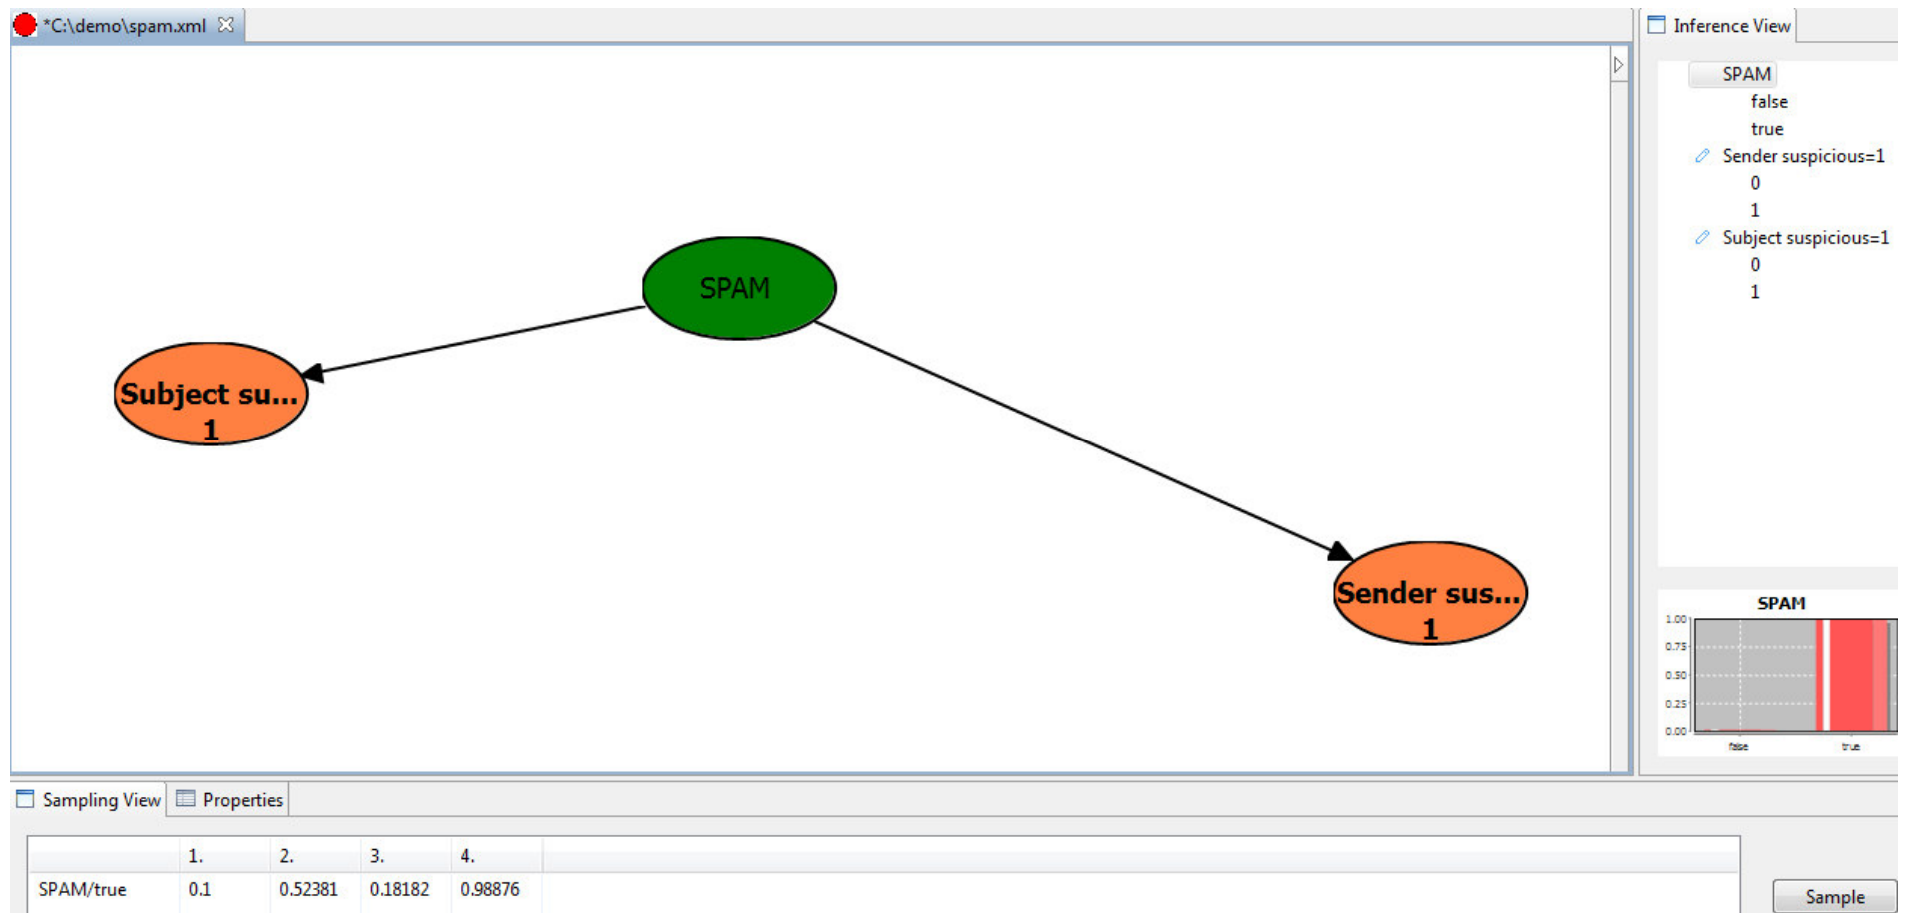 *C:\demo\spam.xml
Inference View
SPAM
false
true
Sender suspicious=1
0
1
Subject suspicious=1
0
1
SPAM
Subject su...
1
Sender sus...
1
SPAM
1.00
0.75
0.50
0.25
0.00
false
true
Sampling View
Properties
1. 2. 3. 4.
SPAM/true 0.1 0.52381 0.18182 0.98876
Sample